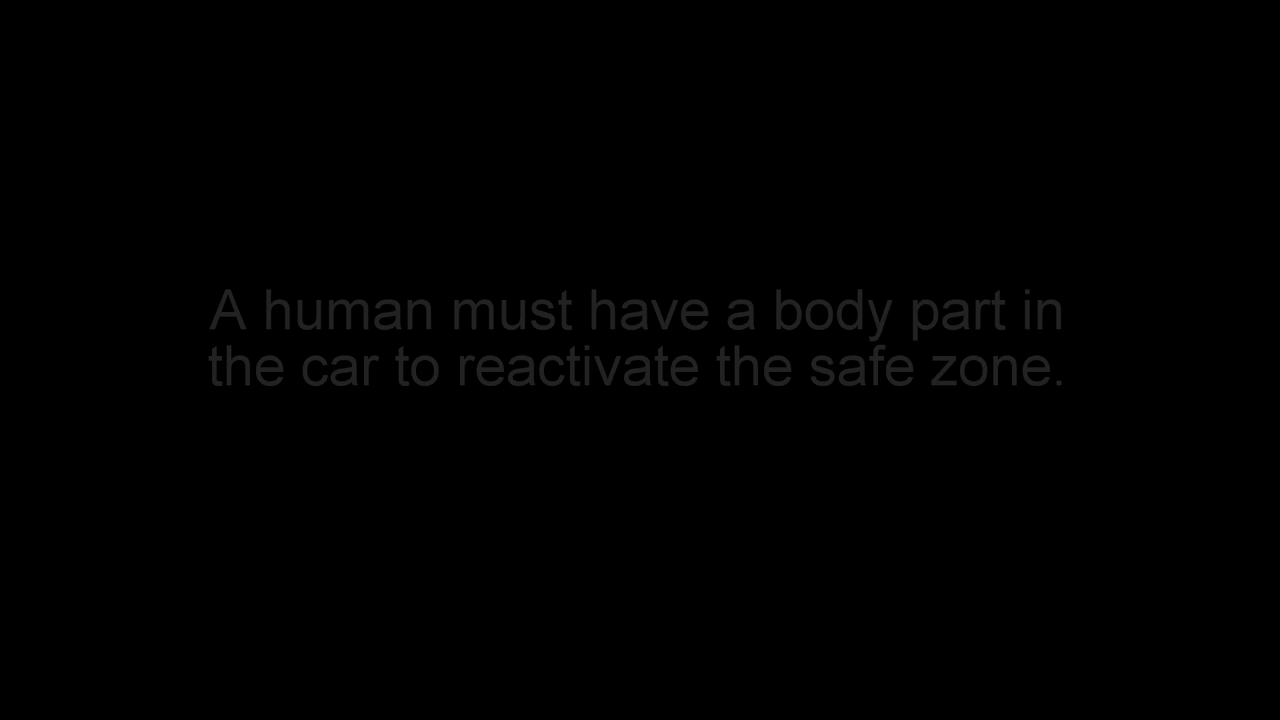 A human must have a body part in
the car to reactivate the safe zone.